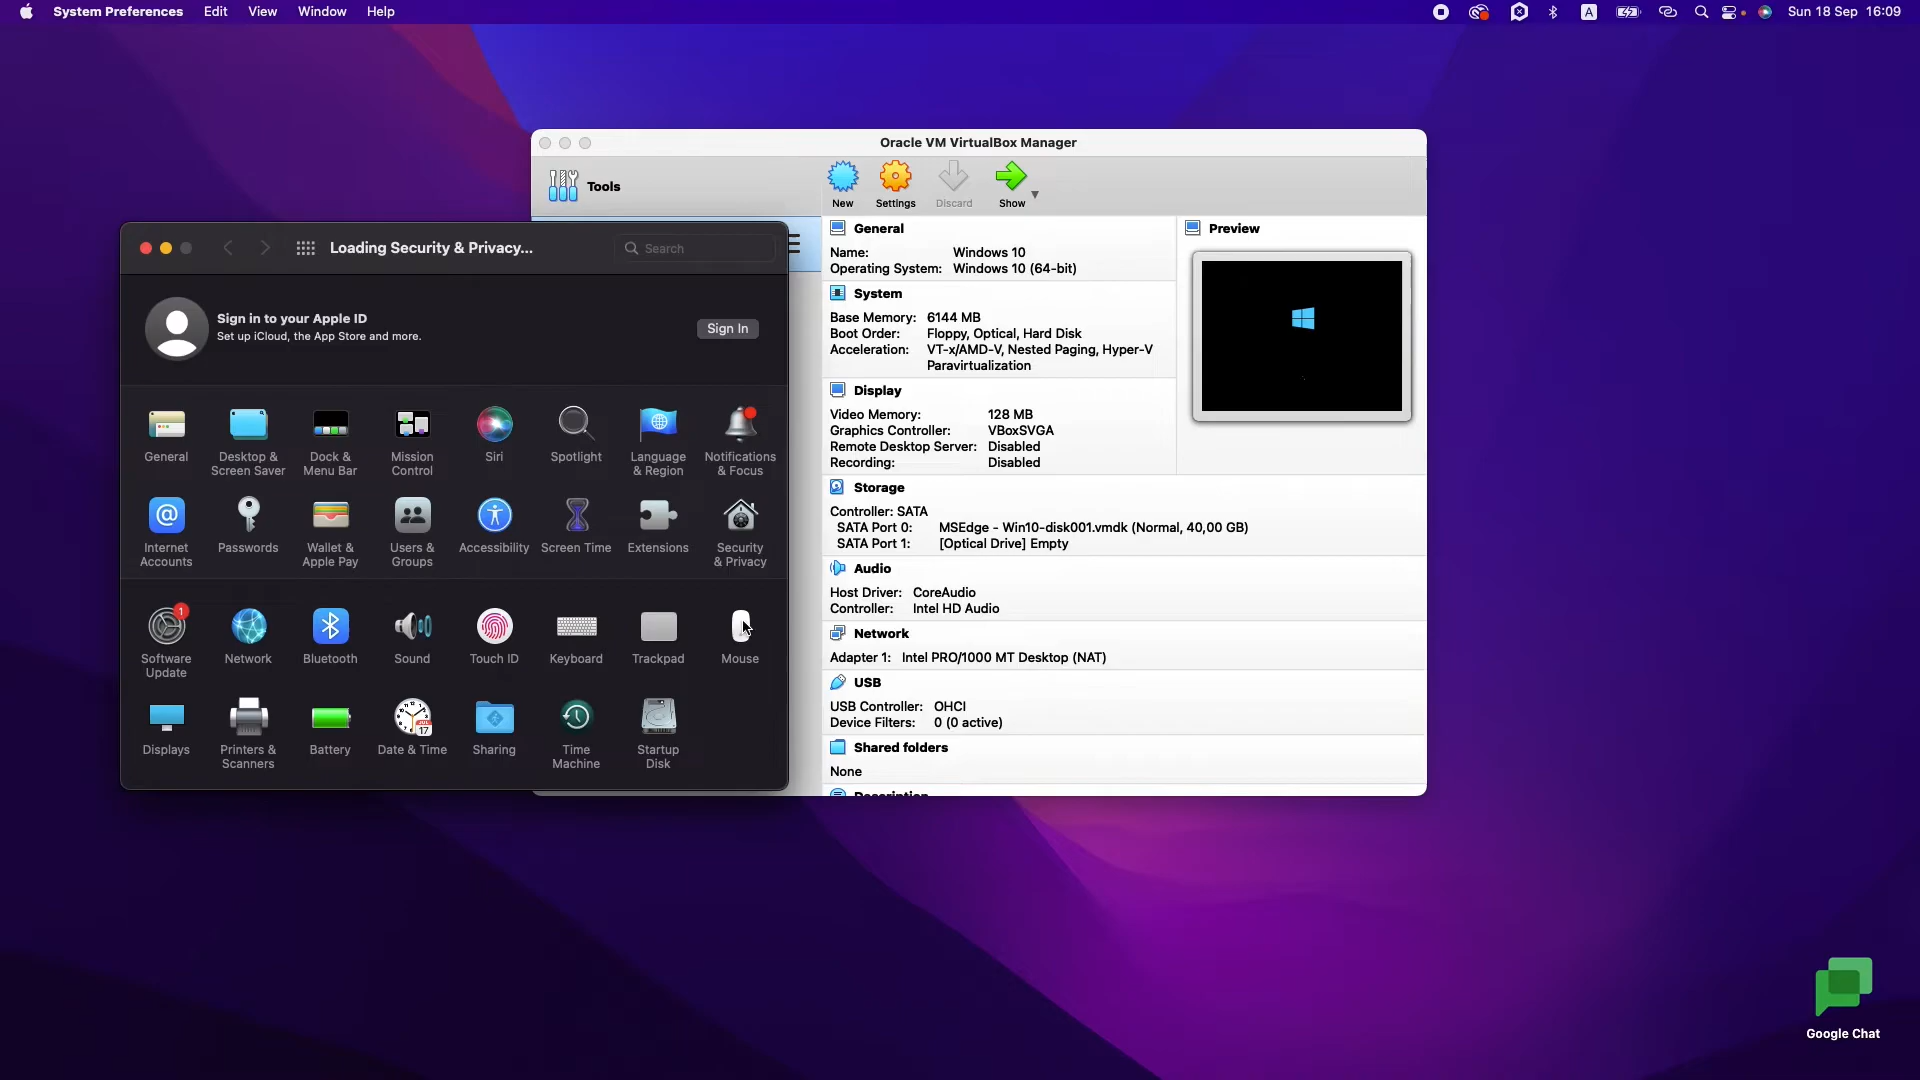 System Preferences Edit View Window Help
A
Sun 18 Sep 16:09
Oracle VM VirtualBox Manager
Tools
New
Settings
Discard
Show
Loading Security & Privacy...
Search
Sign in to your Apple ID
Set up iCloud, the App Store and more.
Sign In
General
Desktop &
Screen Saver
Dock &
Menu Bar
Mission
Control
Siri
Spotlight
Language
& Region
Notifications
& Focus
Internet
Accounts
Passwords
Wallet &
Apple Pay
Users &
Groups
Accessibility
Screen Time
Extensions
Security
& Privacy
1
Software
Update
Network
Bluetooth
Sound
Touch ID
Keyboard
Trackpad
Mouse
Displays
Printers &
Scanners
Battery
JUL
17
Date & Time
Sharing
Time
Machine
Startup
Disk
General
Name: Windows 10
Operating System: Windows 10 (64-bit)
System
Base Memory: 6144 MB
Boot Order: Floppy, Optical, Hard Disk
Acceleration: VT-x/AMD-V, Nested Paging, Hyper-V
Paravirtualization
Display
Video Memory: 128 MB
Graphics Controller: VBoxSVGA
Remote Desktop Server: Disabled
Recording: Disabled
Storage
Controller: SATA
SATA Port 0: MSEdge - Win10-disk001.vmdk (Normal, 40,00 GB)
SATA Port 1: [Optical Drive] Empty
Audio
Host Driver: CoreAudio
Controller: Intel HD Audio
Network
Adapter 1: Intel PRO/1000 MT Desktop (NAT)
USB
USB Controller: OHCI
Device Filters: 0 (0 active)
Shared folders
None
Description
Preview
Google Chat